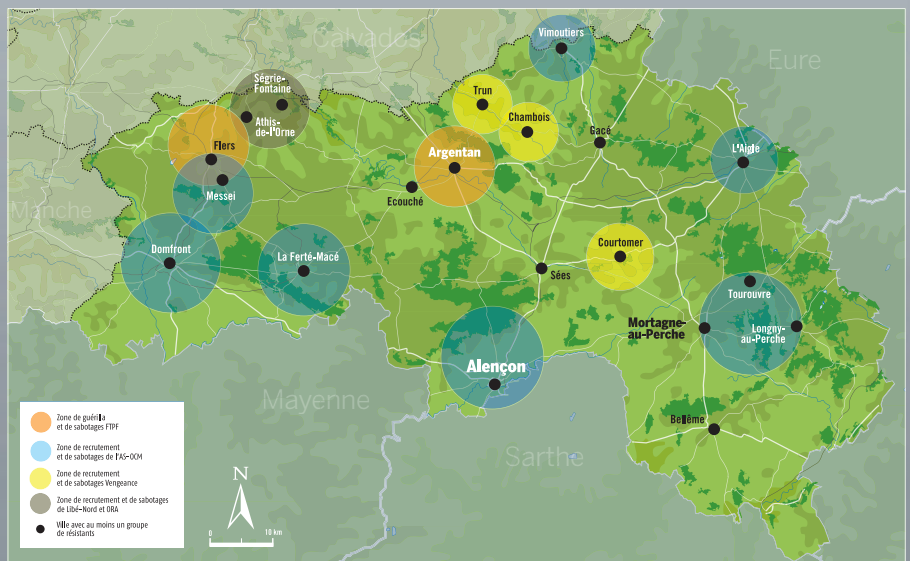 Calvados
Vimoutiers
Eure
Ségrie-
Fontaine
Trun
Athis-
de-l'Orne
Chambois
Gacé
L'Aigle
Flers
Argentan
Messei
Ecouché
Manche
Domfront
La Ferté-Macé
Courtomer
Sées
Tourouvre
Mortagne-
au-Perche
Longny-
au-Perche
Alençon
Mayenne
Bellême
Sarthe
Zone de guérilla
et de sabotages FTPF
Zone de recrutement
et de sabotages de l'AS-OCM
Zone de recrutement
et de sabotages Vengeance
Zone de recrutement et de sabotages
de Libé-Nord et ORA
Ville avec au moins un groupe
de résistants
N
0 10 km